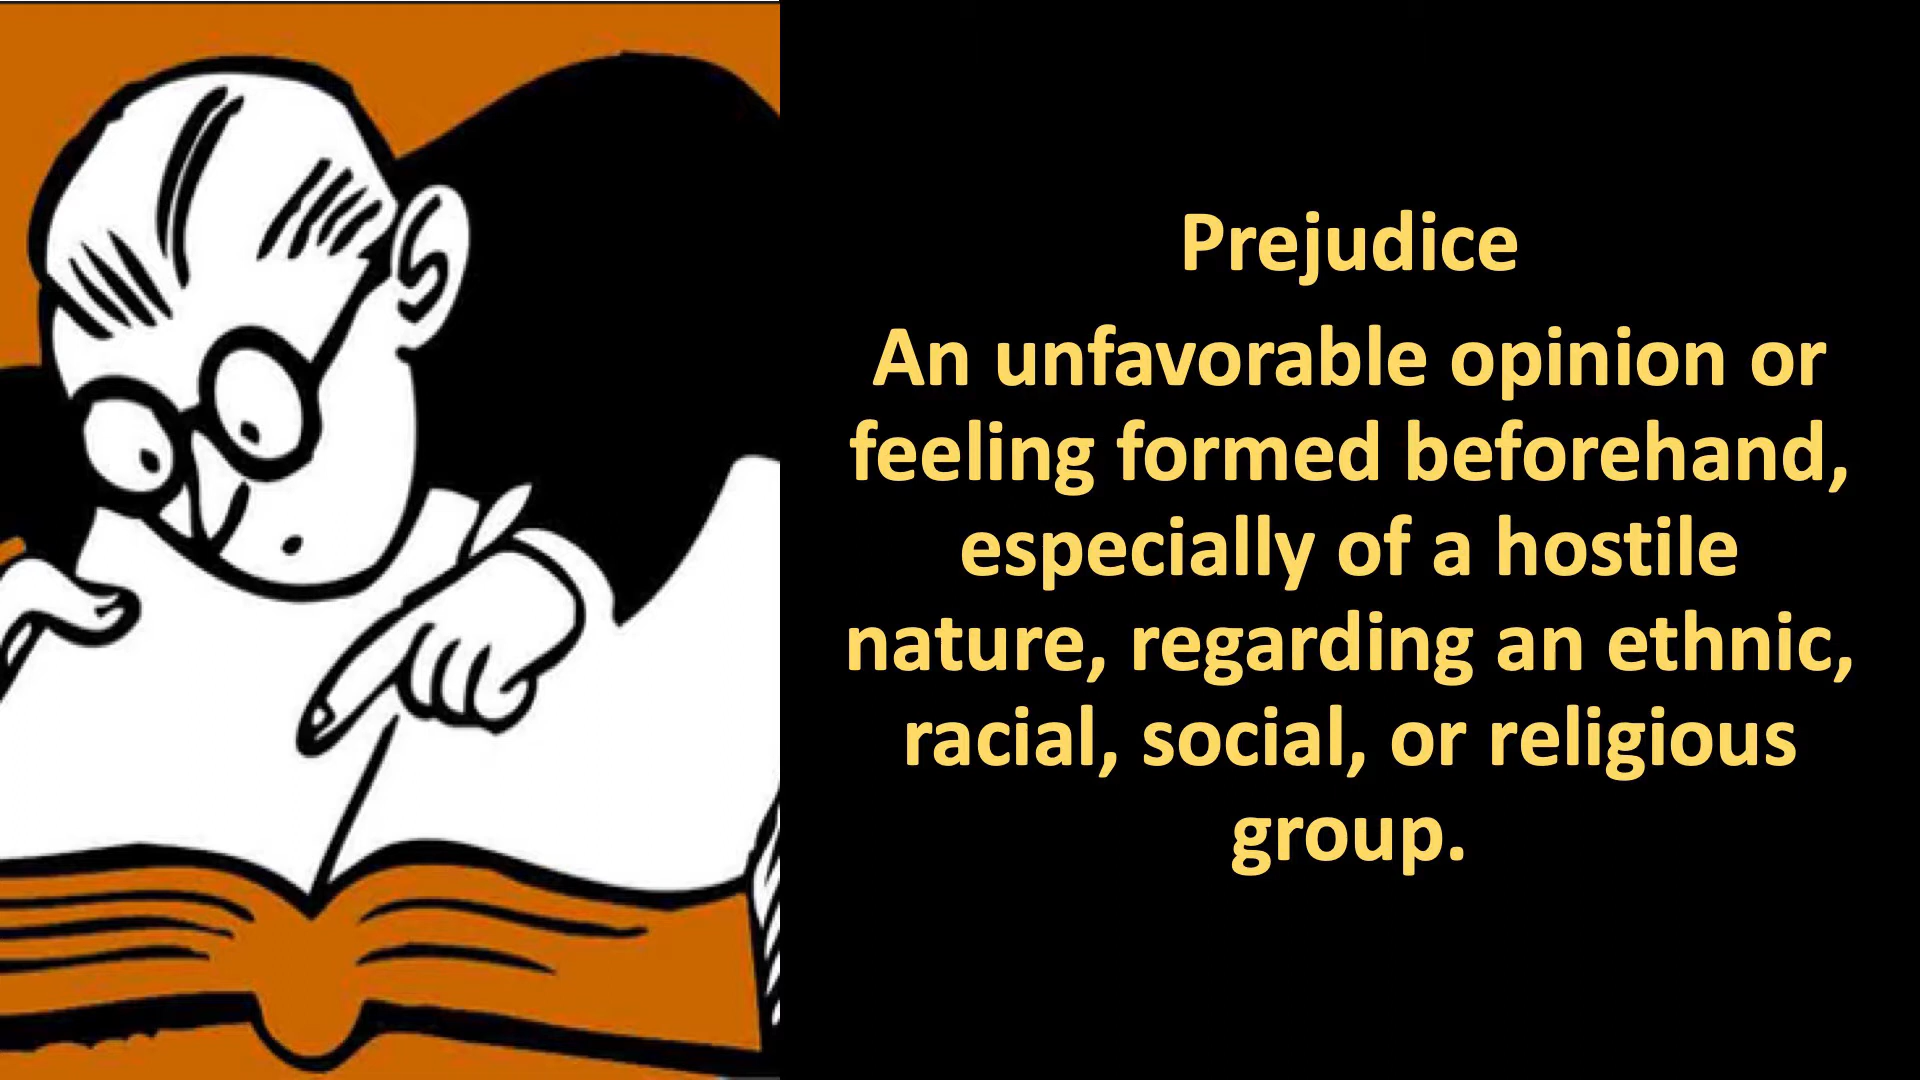 Prejudice
An unfavorable opinion or
feeling formed beforehand,
especially of a hostile
nature, regarding an ethnic,
racial, social, or religious
group.